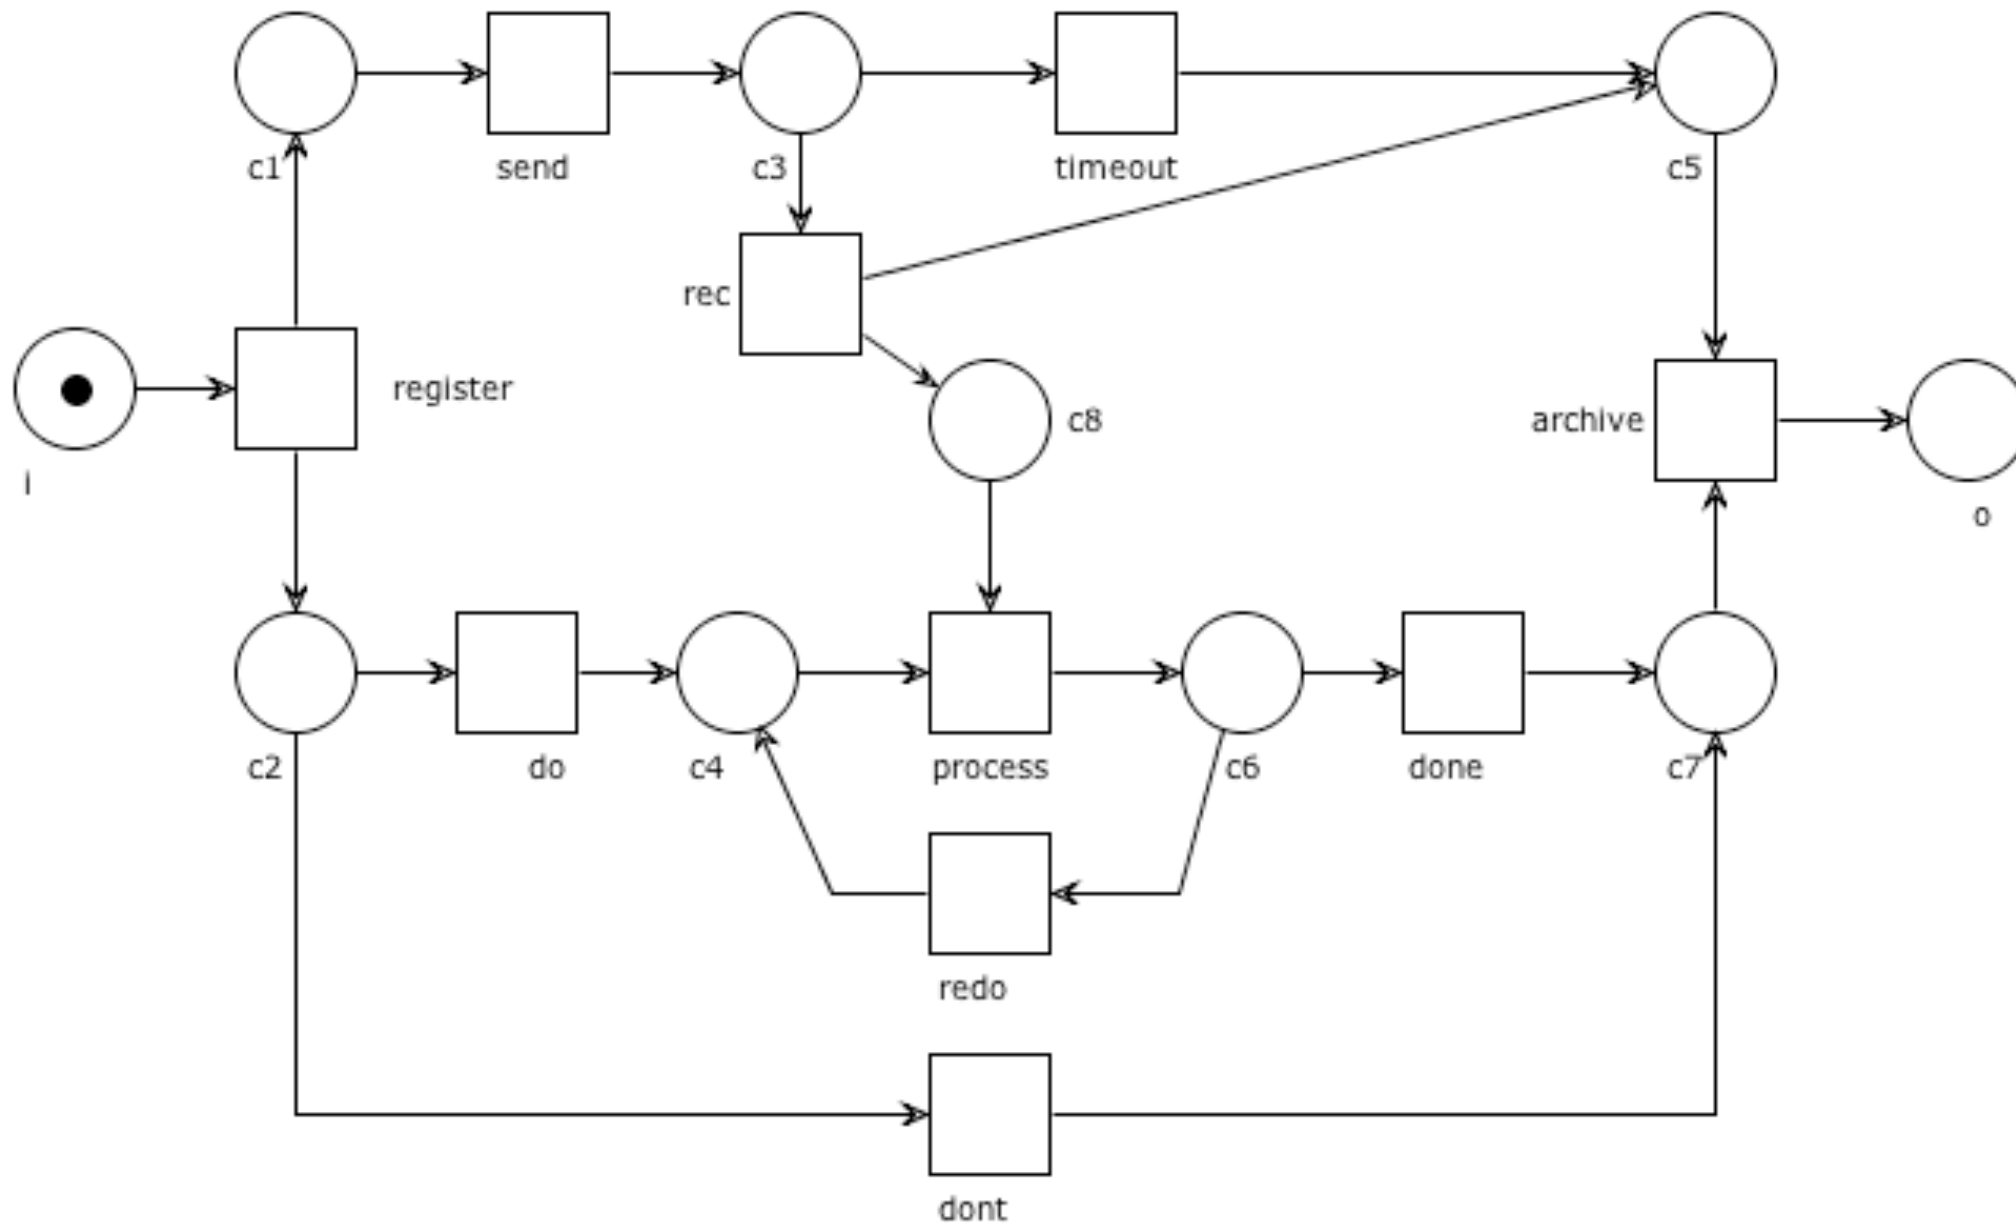 c1
send
c3
timeout
c5
rec
i
register
c8
archive
o
c2
do
c4
process
c6
done
c7
redo
dont